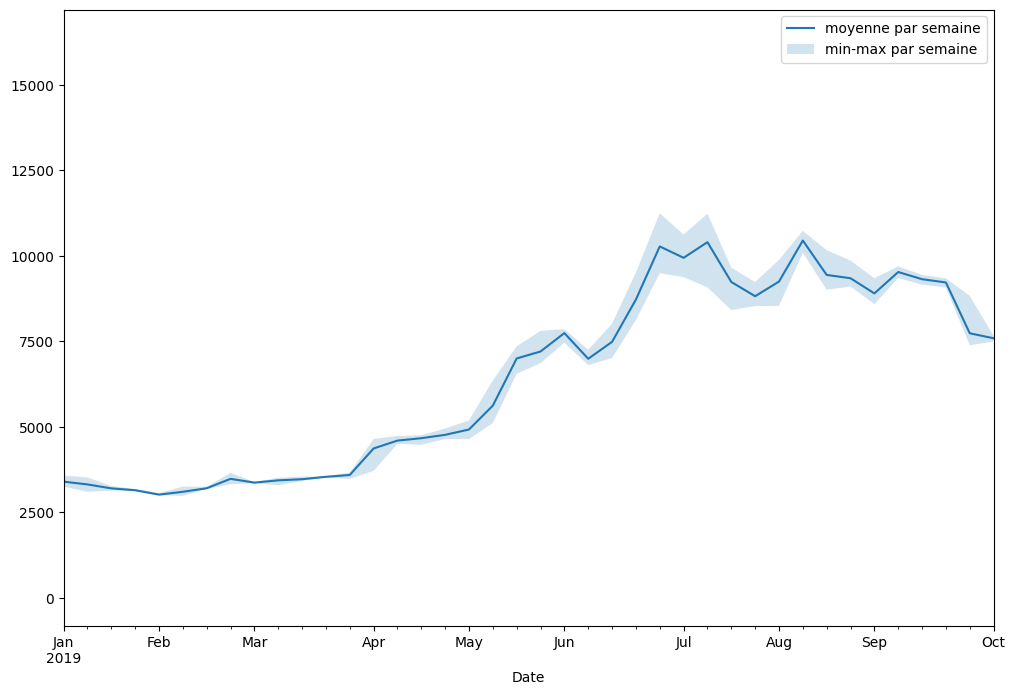 moyenne par semaine
min-max par semaine
15000
12500
10000
7500
5000
2500
0
Jan Feb Mar Apr May Jun Jul Aug Sep Oct
2019
Date